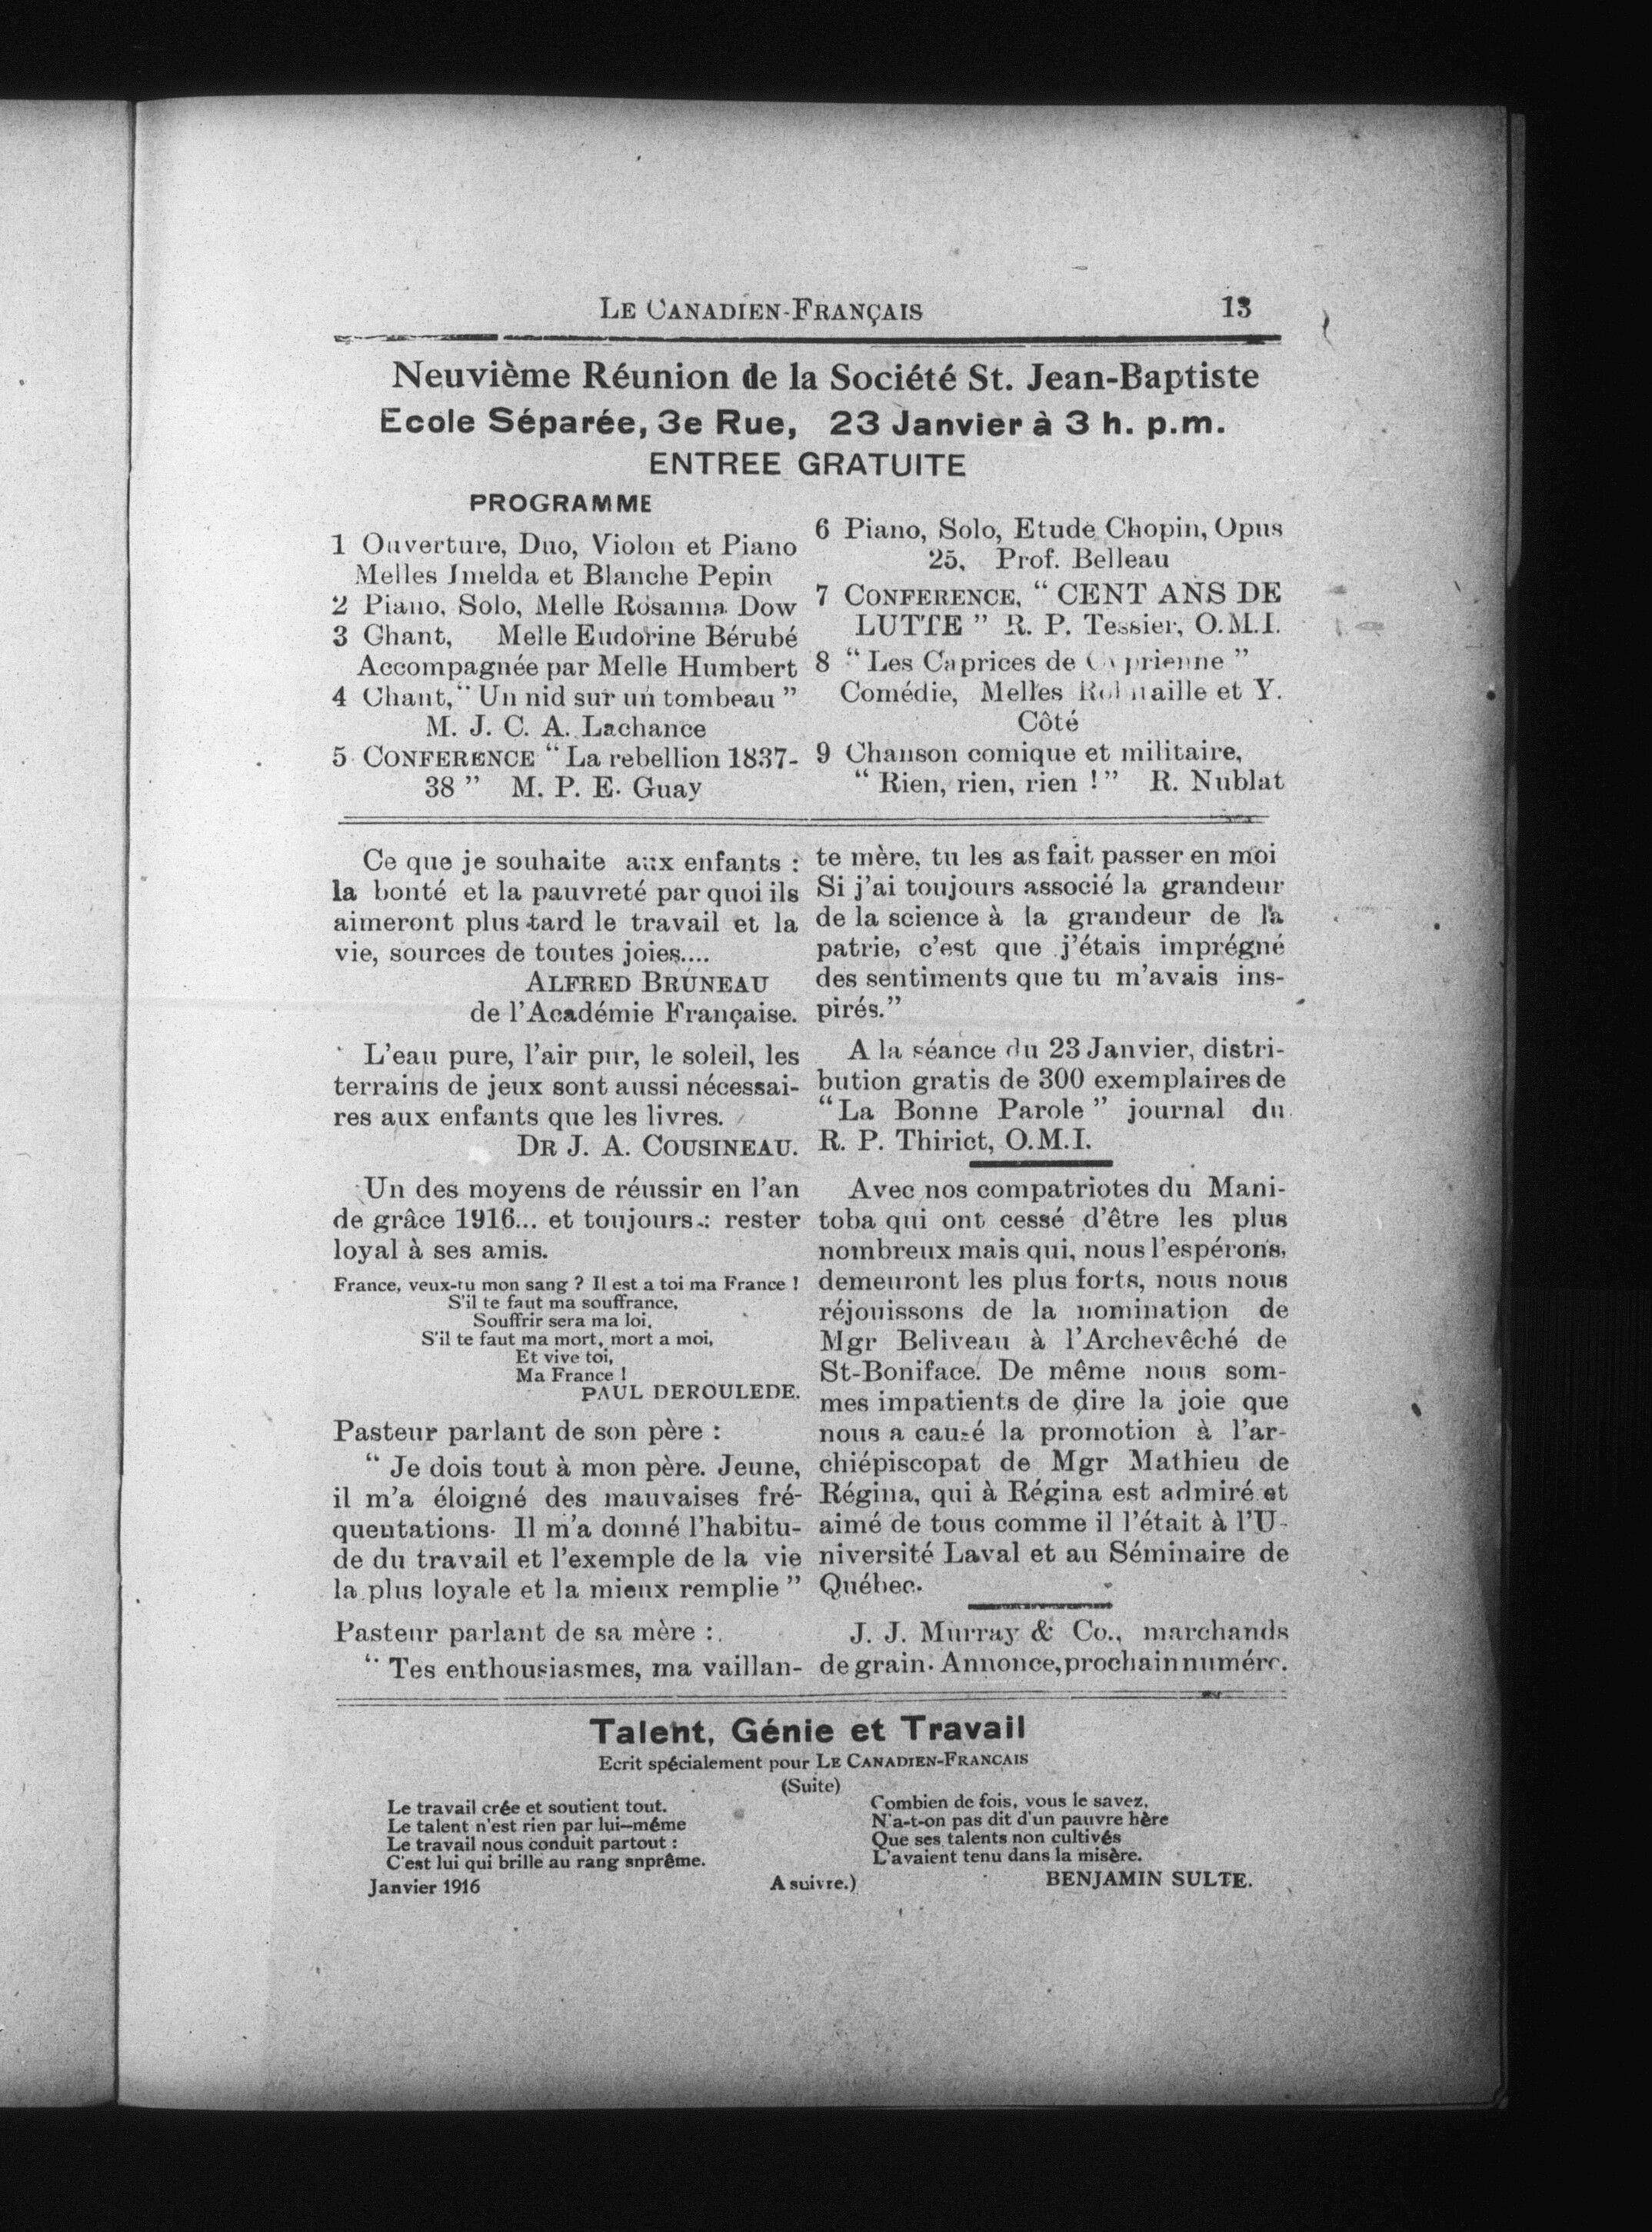 LE CANADIEN-FRANÇAIS 13
Neuvième Réunion de la Société St. Jean-Baptiste
Ecole Séparée, 3e Rue, 23 Janvier à 3 h. p.m.
ENTREE GRATUITE
PROGRAMME
1 Ouverture, Duo, Violon et Piano
Melles Imelda et Blanche Pepin
2 Piano, Solo, Melle Rosanna Dow
3 Chant, Melle Eudorine Bérubé
Accompagnée par Melle Humbert
4 Chant, "Un nid sur un tombeau"
M. J. C. A. Lachance
5 CONFERENCE "La rebellion 1837-
38" M. P. E. Guay
6 Piano, Solo, Etude Chopin, Opus
25, Prof. Belleau
7 CONFERENCE, "CENT ANS DE
LUTTE" R. P. Tessier, O.M.I.
8 "Les Caprices de Cyprienne"
Comédie, Melles Robitaille et Y.
Côté
9 Chanson comique et militaire,
"Rien, rien, rien !" R. Nublat
Ce que je souhaite aux enfants :
la bonté et la pauvreté par quoi ils
aimeront plus tard le travail et la
vie, sources de toutes joies....
ALFRED BRUNEAU
de l'Académie Française.
L'eau pure, l'air pur, le soleil, les
terrains de jeux sont aussi nécessai-
res aux enfants que les livres.
DR J. A. COUSINEAU.
Un des moyens de réussir en l'an
de grâce 1916... et toujours : rester
loyal à ses amis.
France, veux-tu mon sang ? Il est a toi ma France !
S'il te faut ma souffrance,
Souffrir sera ma loi,
S'il te faut ma mort, mort a moi,
Et vive toi,
Ma France !
PAUL DEROULEDE.
Pasteur parlant de son père :
"Je dois tout à mon père. Jeune,
il m'a éloigné des mauvaises fré-
quentations. Il m'a donné l'habitu-
de du travail et l'exemple de la vie
la plus loyale et la mieux remplie"
Pasteur parlant de sa mère :
"Tes enthousiasmes, ma vaillan-
te mère, tu les as fait passer en moi
Si j'ai toujours associé la grandeur
de la science à la grandeur de la
patrie, c'est que j'étais imprégné
des sentiments que tu m'avais ins-
pirés."
A la séance du 23 Janvier, distri-
bution gratis de 300 exemplaires de
"La Bonne Parole" journal du
R. P. Thirict, O.M.I.
Avec nos compatriotes du Mani-
toba qui ont cessé d'être les plus
nombreux mais qui, nous l'espérons,
demeuront les plus forts, nous nous
réjouissons de la nomination de
Mgr Beliveau à l'Archevêché de
St-Boniface. De même nous som-
mes impatients de dire la joie que
nous a causé la promotion à l'ar-
chiépiscopat de Mgr Mathieu de
Régina, qui à Régina est admiré et
aimé de tous comme il l'était à l'U-
niversité Laval et au Séminaire de
Québec.
J. J. Murray & Co., marchands
de grain. Annonce, prochain numéro.
Talent, Génie et Travail
Ecrit spécialement pour LE CANADIEN-FRANCAIS
(Suite)
Le travail crée et soutient tout.
Le talent n'est rien par lui-même
Le travail nous conduit partout :
C'est lui qui brille au rang snprême.
Combien de fois, vous le savez,
N'a-t-on pas dit d'un pauvre hère
Que ses talents non cultivés
L'avaient tenu dans la misère.
Janvier 1916 A suivre.) BENJAMIN SULTE.